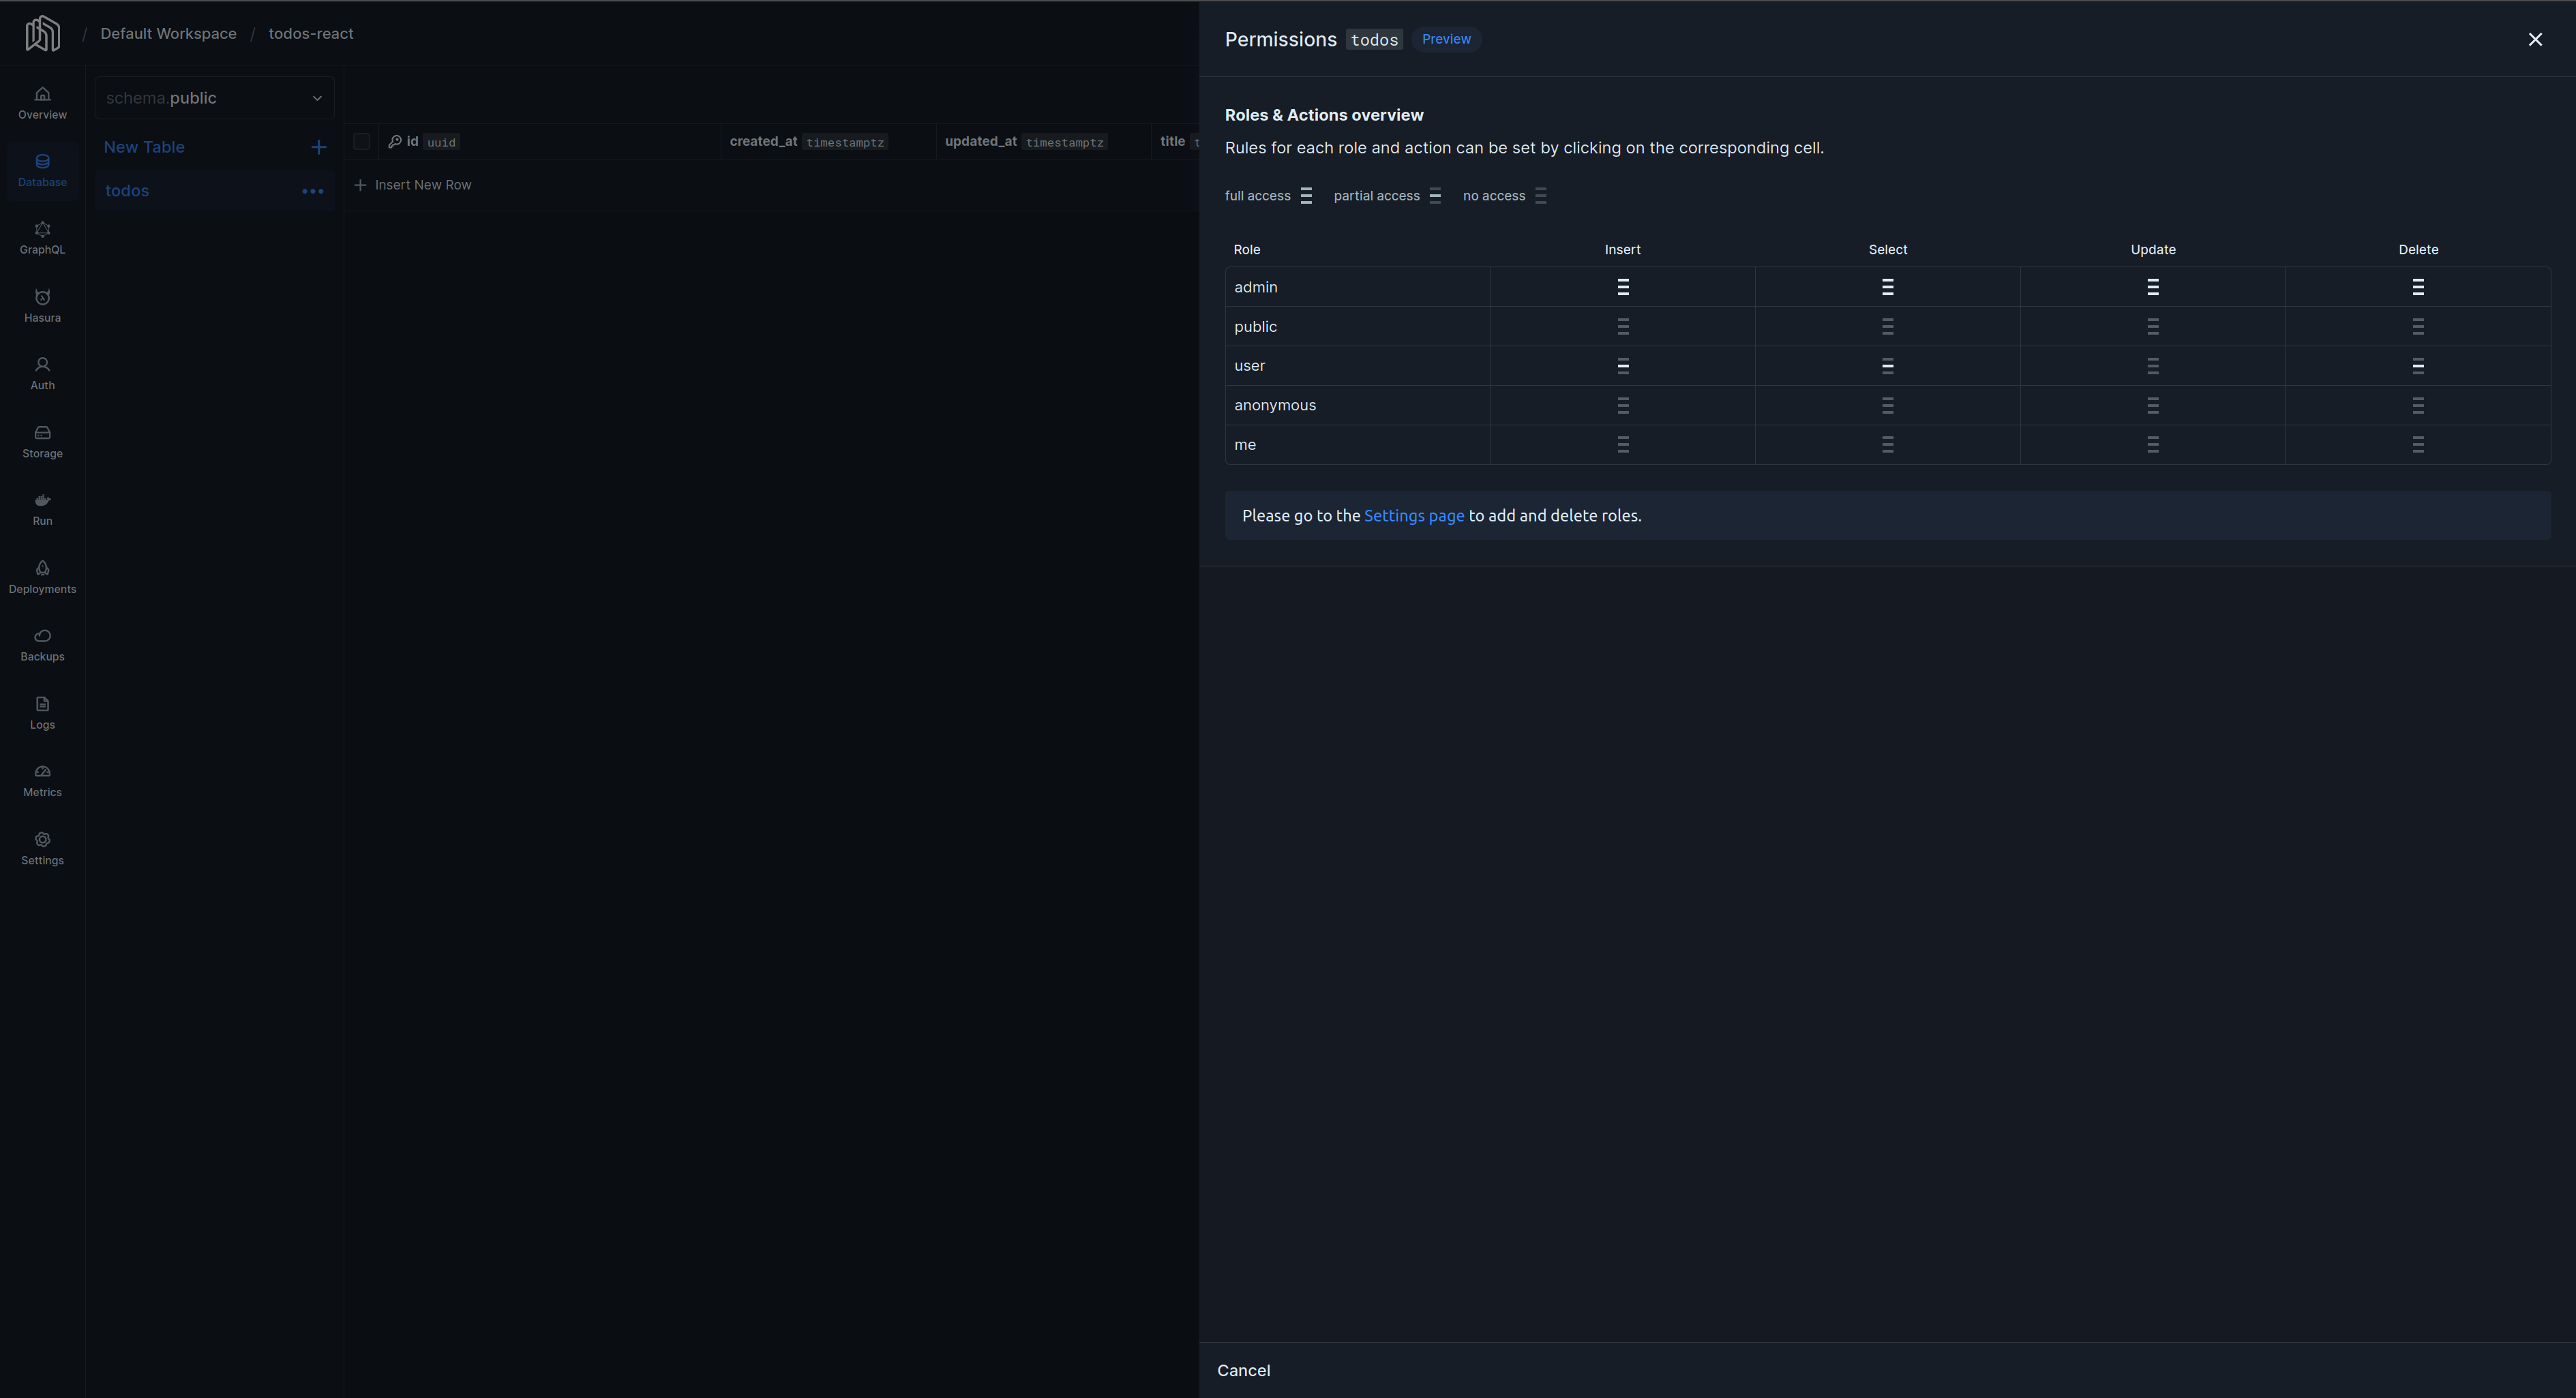 / Default Workspace / todos-react
Overview
Database
GraphQL
Hasura
Auth
Storage
Run
Deployments
Backups
Logs
Metrics
Settings
schema.public
New Table
todos
id uuid
created_at timestamptz
updated_at timestamptz
title t
Insert New Row
Permissions todos Preview
Roles & Actions overview
Rules for each role and action can be set by clicking on the corresponding cell.
full access partial access no access
Role Insert Select Update Delete
admin
public
user
anonymous
me
Please go to the Settings page to add and delete roles.
Cancel